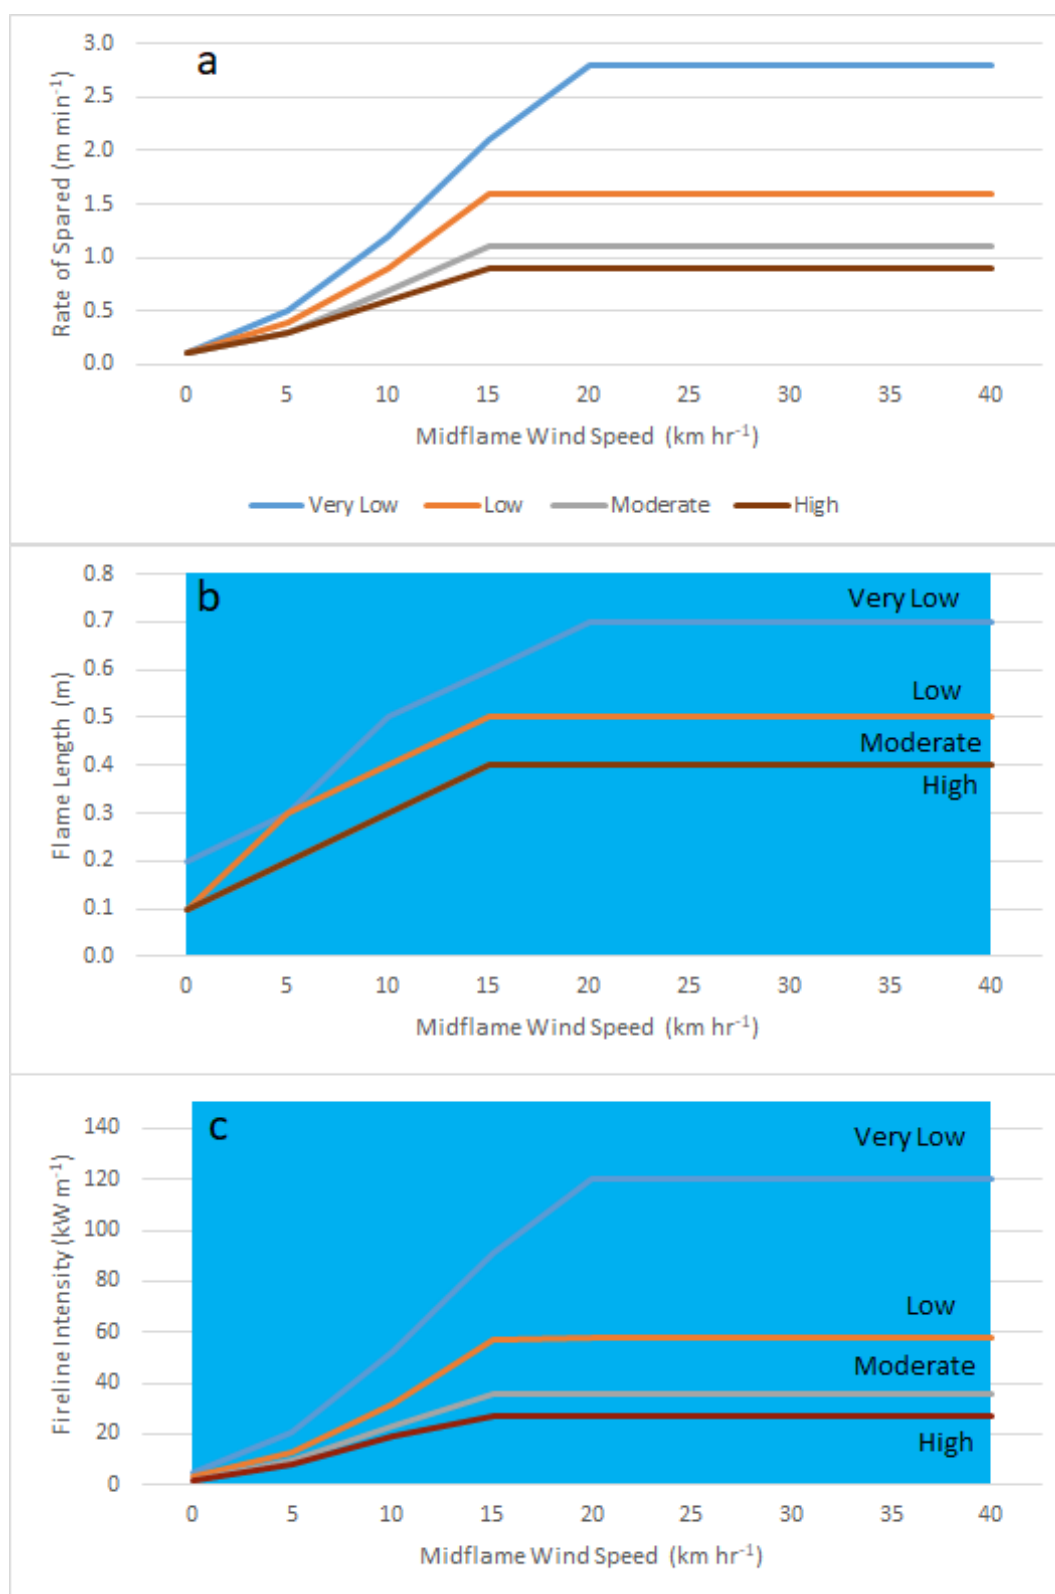 a
3.0
2.5
2.0
1.5
1.0
0.5
0.0
Rate of Spared (m min⁻¹)
0 5 10 15 20 25 30 35 40
Midflame Wind Speed (km hr⁻¹)
Very Low Low Moderate High
b
0.8
0.7
0.6
0.5
0.4
0.3
0.2
0.1
0.0
Flame Length (m)
Very Low
Low
Moderate
High
0 5 10 15 20 25 30 35 40
Midflame Wind Speed (km hr⁻¹)
c
140
120
100
80
60
40
20
0
Fireline Intensity (kW m⁻¹)
Very Low
Low
Moderate
High
0 5 10 15 20 25 30 35 40
Midflame Wind Speed (km hr⁻¹)